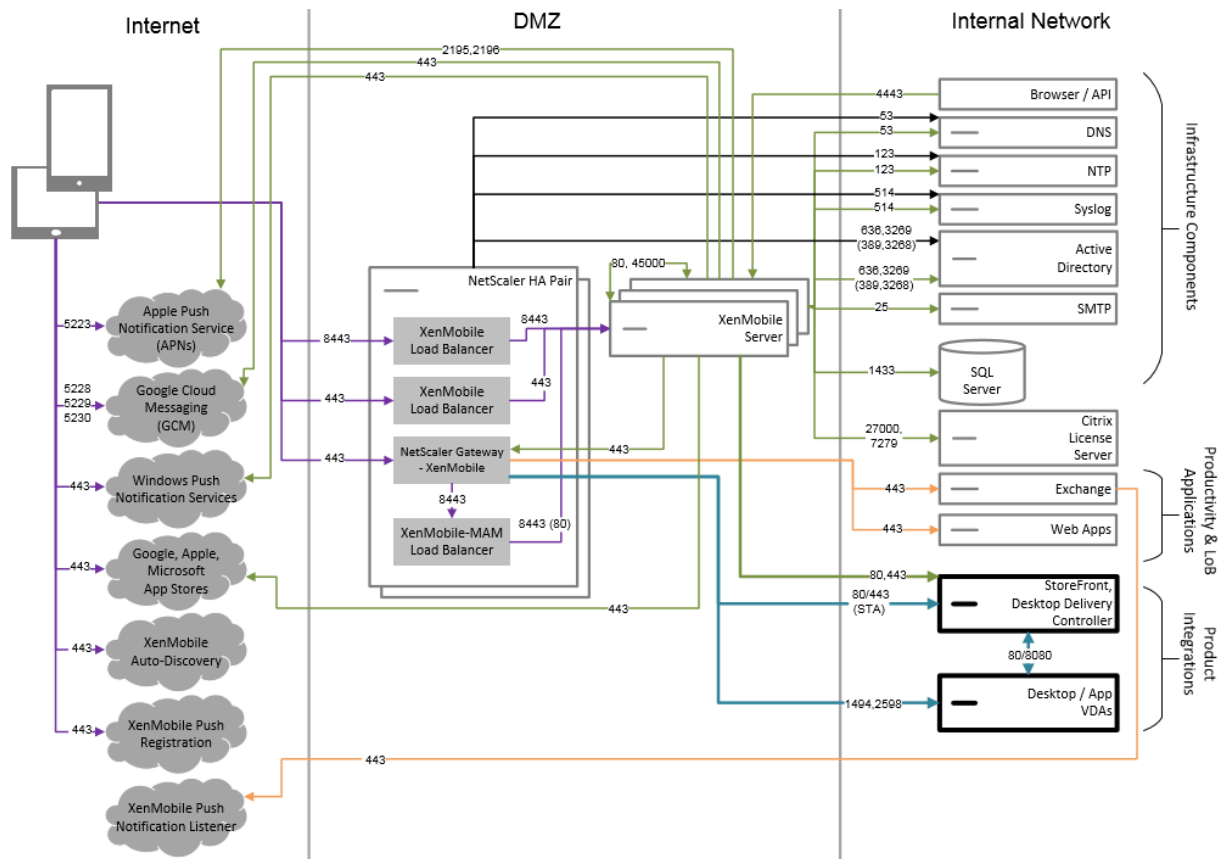 Internet
DMZ
Internal Network
2195,2196
443
443
4443
Browser / API
53
53
DNS
123
123
NTP
514
514
Syslog
636,3269
(389,3268)
636,3269
(389,3268)
Active
Directory
25
SMTP
1433
SQL
Server
27000,
7279
Citrix
License
Server
Infrastructure Components
443
Exchange
443
Web Apps
Productivity & LoB
Applications
80,443
80/443
(STA)
StoreFront,
Desktop Delivery
Controller
80/8080
1494,2598
Desktop / App
VDAs
Product
Integrations
NetScaler HA Pair
8443
XenMobile
Load Balancer
8443
443
XenMobile
Load Balancer
443
443
NetScaler Gateway
- XenMobile
443
8443
XenMobile-MAM
Load Balancer
8443 (80)
80, 45000
XenMobile
Server
443
443
5223
Apple Push
Notification Service
(APNs)
5228
5229
5230
Google Cloud
Messaging
(GCM)
443
Windows Push
Notification Services
443
Google, Apple,
Microsoft
App Stores
443
XenMobile
Auto-Discovery
443
XenMobile Push
Registration
XenMobile Push
Notification Listener